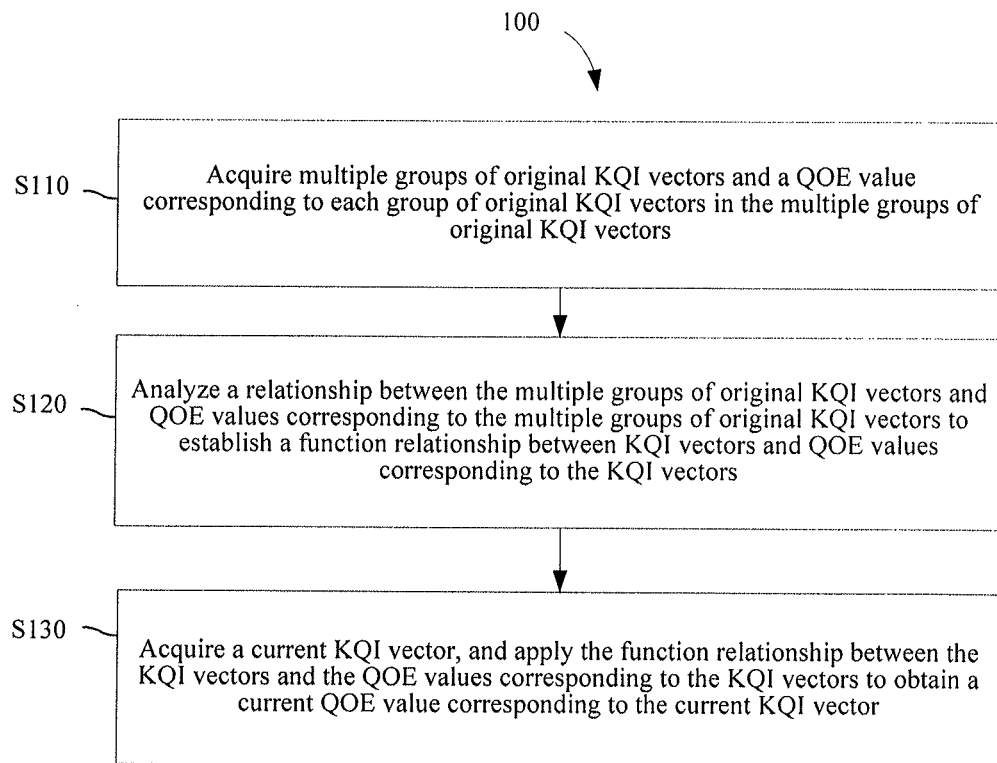 100
S110
Acquire multiple groups of original KQI vectors and a QOE value
corresponding to each group of original KQI vectors in the multiple groups of
original KQI vectors
S120
Analyze a relationship between the multiple groups of original KQI vectors and
QOE values corresponding to the multiple groups of original KQI vectors to
establish a function relationship between KQI vectors and QOE values
corresponding to the KQI vectors
S130
Acquire a current KQI vector, and apply the function relationship between the
KQI vectors and the QOE values corresponding to the KQI vectors to obtain a
current QOE value corresponding to the current KQI vector